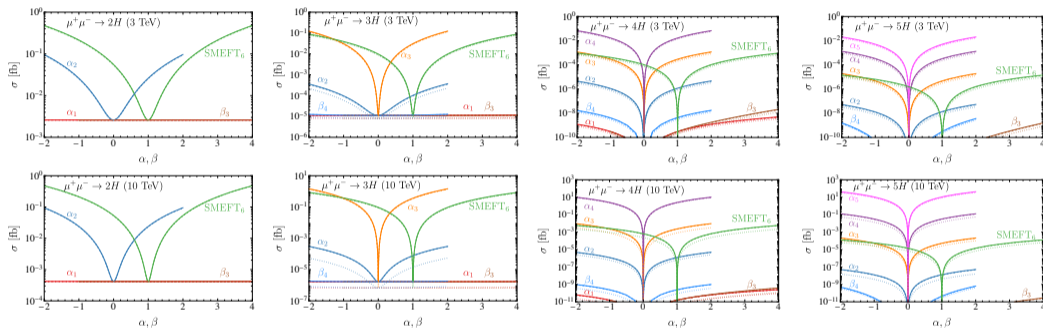 μ⁺μ⁻ → 2H (3 TeV)
10⁰
10⁻¹
10⁻²
10⁻³
σ [fb]
α₂
SMEFT₆
α₁
β₃
−2 −1 0 1 2 3 4
α, β
μ⁺μ⁻ → 3H (3 TeV)
10⁰
10⁻¹
10⁻²
10⁻³
10⁻⁴
10⁻⁵
10⁻⁶
σ [fb]
α₃
SMEFT₆
α₂
β₄
α₁ β₃
−2 −1 0 1 2 3 4
α, β
μ⁺μ⁻ → 4H (3 TeV)
10⁰
10⁻²
10⁻⁴
10⁻⁶
10⁻⁸
10⁻¹⁰
σ [fb]
α₄
α₃
SMEFT₆
α₂
β₄
α₁
β₃
−2 −1 0 1 2 3 4
α, β
μ⁺μ⁻ → 5H (3 TeV)
10⁰
10⁻²
10⁻⁴
10⁻⁶
10⁻⁸
10⁻¹⁰
σ [fb]
α₅
α₄
α₃
SMEFT₆
α₂
β₄
β₃
−2 −1 0 1 2 3 4
α, β
μ⁺μ⁻ → 2H (10 TeV)
10⁰
10⁻¹
10⁻²
10⁻³
10⁻⁴
σ [fb]
α₂
SMEFT₆
α₁
β₃
−2 −1 0 1 2 3 4
α, β
μ⁺μ⁻ → 3H (10 TeV)
10¹
10⁻¹
10⁻³
10⁻⁵
10⁻⁷
σ [fb]
α₃
SMEFT₆
α₂
β₄
α₁ β₃
−2 −1 0 1 2 3 4
α, β
μ⁺μ⁻ → 4H (10 TeV)
10³
10¹
10⁻¹
10⁻³
10⁻⁵
10⁻⁷
10⁻⁹
10⁻¹¹
σ [fb]
α₄
α₃
SMEFT₆
α₂
β₄
α₁
β₃
−2 −1 0 1 2 3 4
α, β
μ⁺μ⁻ → 5H (10 TeV)
10³
10¹
10⁻¹
10⁻³
10⁻⁵
10⁻⁷
10⁻⁹
10⁻¹¹
σ [fb]
α₅
α₄
α₃
SMEFT₆
α₂
β₄
β₃
−2 −1 0 1 2 3 4
α, β